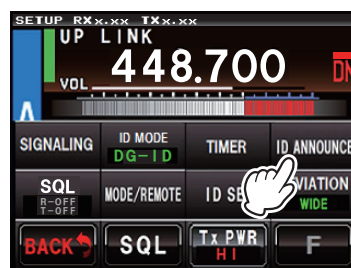 SETUP RXx.xx TXx.xx
UP LINK
VOL 448.700 DN
A
SIGNALING ID MODE TIMER ID ANNOUNCE
DG-ID
SQL MODE/REMOTE ID SE VIATION
R-OFF WIDE
T-OFF
BACK SQL Tx PWR F
HI